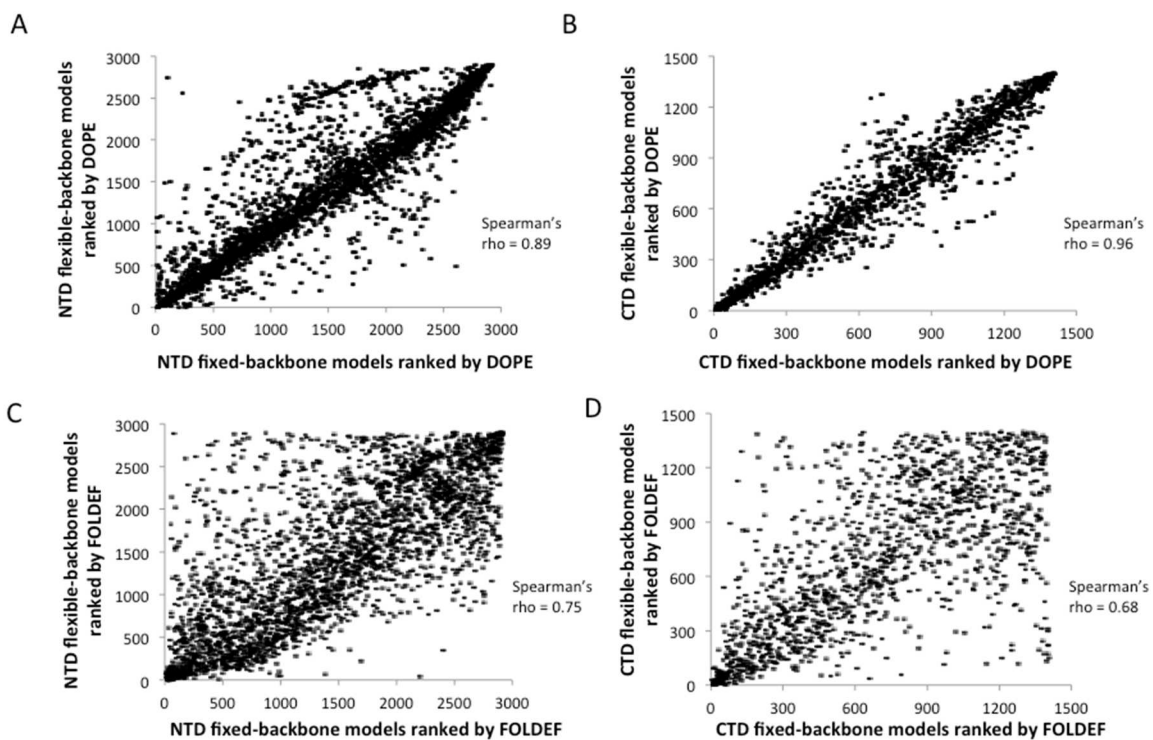 A
NTD flexible-backbone models
ranked by DOPE
3000
2500
2000
1500
1000
500
0
0 500 1000 1500 2000 2500 3000
NTD fixed-backbone models ranked by DOPE
Spearman's
rho = 0.89
B
CTD flexible-backbone models
ranked by DOPE
1500
1200
900
600
300
0
0 300 600 900 1200 1500
CTD fixed-backbone models ranked by DOPE
Spearman's
rho = 0.96
C
NTD flexible-backbone models
ranked by FOLDEF
3000
2500
2000
1500
1000
500
0
0 500 1000 1500 2000 2500 3000
NTD fixed-backbone models ranked by FOLDEF
Spearman's
rho = 0.75
D
CTD flexible-backbone models
ranked by FOLDEF
1500
1200
900
600
300
0
0 300 600 900 1200 1500
CTD fixed-backbone models ranked by FOLDEF
Spearman's
rho = 0.68